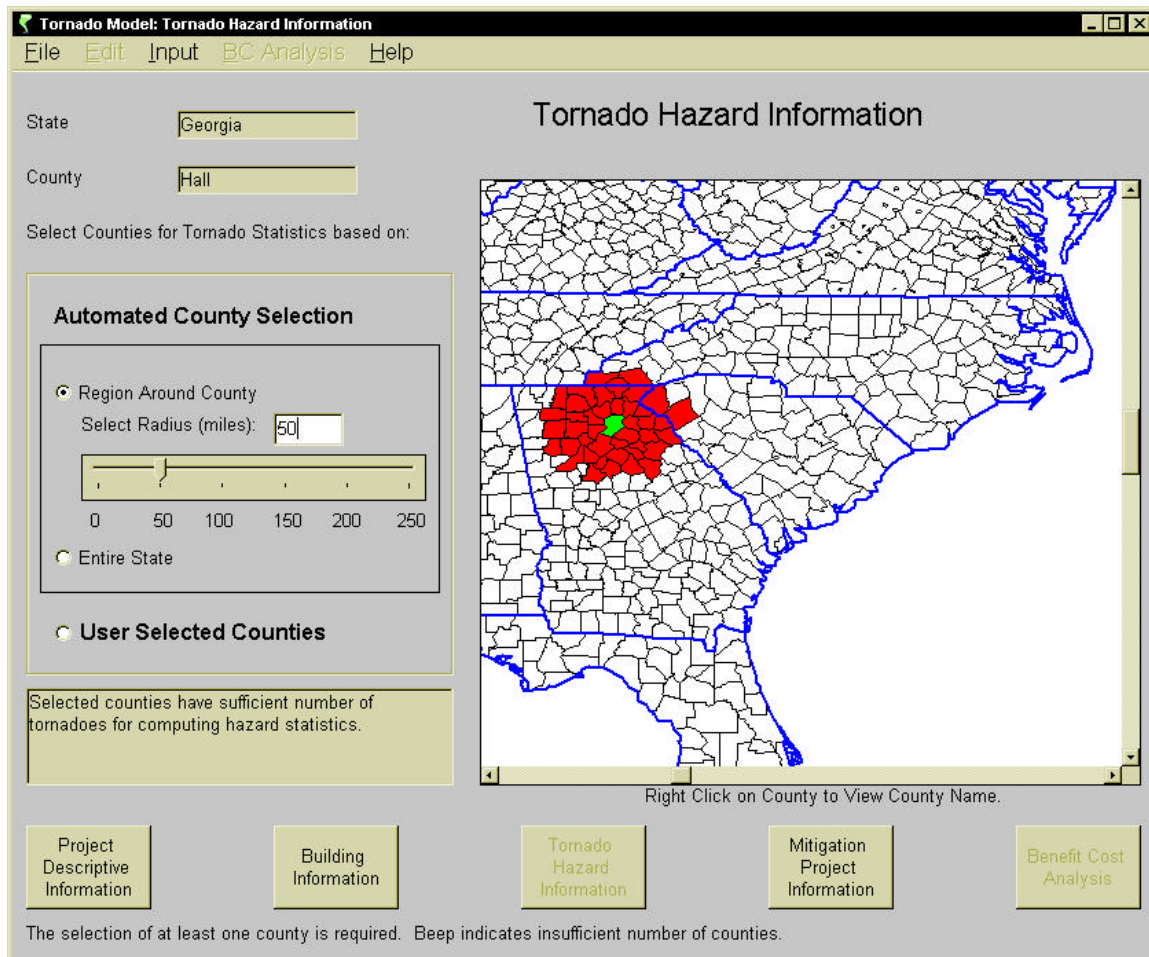 Tornado Model: Tornado Hazard Information
File Edit Input BC Analysis Help
Tornado Hazard Information
State Georgia
County Hall
Select Counties for Tornado Statistics based on:
Automated County Selection
Region Around County
Select Radius (miles): 50
0 50 100 150 200 250
Entire State
User Selected Counties
Selected counties have sufficient number of
tornadoes for computing hazard statistics.
Right Click on County to View County Name.
Project
Descriptive
Information
Building
Information
Tornado
Hazard
Information
Mitigation
Project
Information
Benefit Cost
Analysis
The selection of at least one county is required. Beep indicates insufficient number of counties.